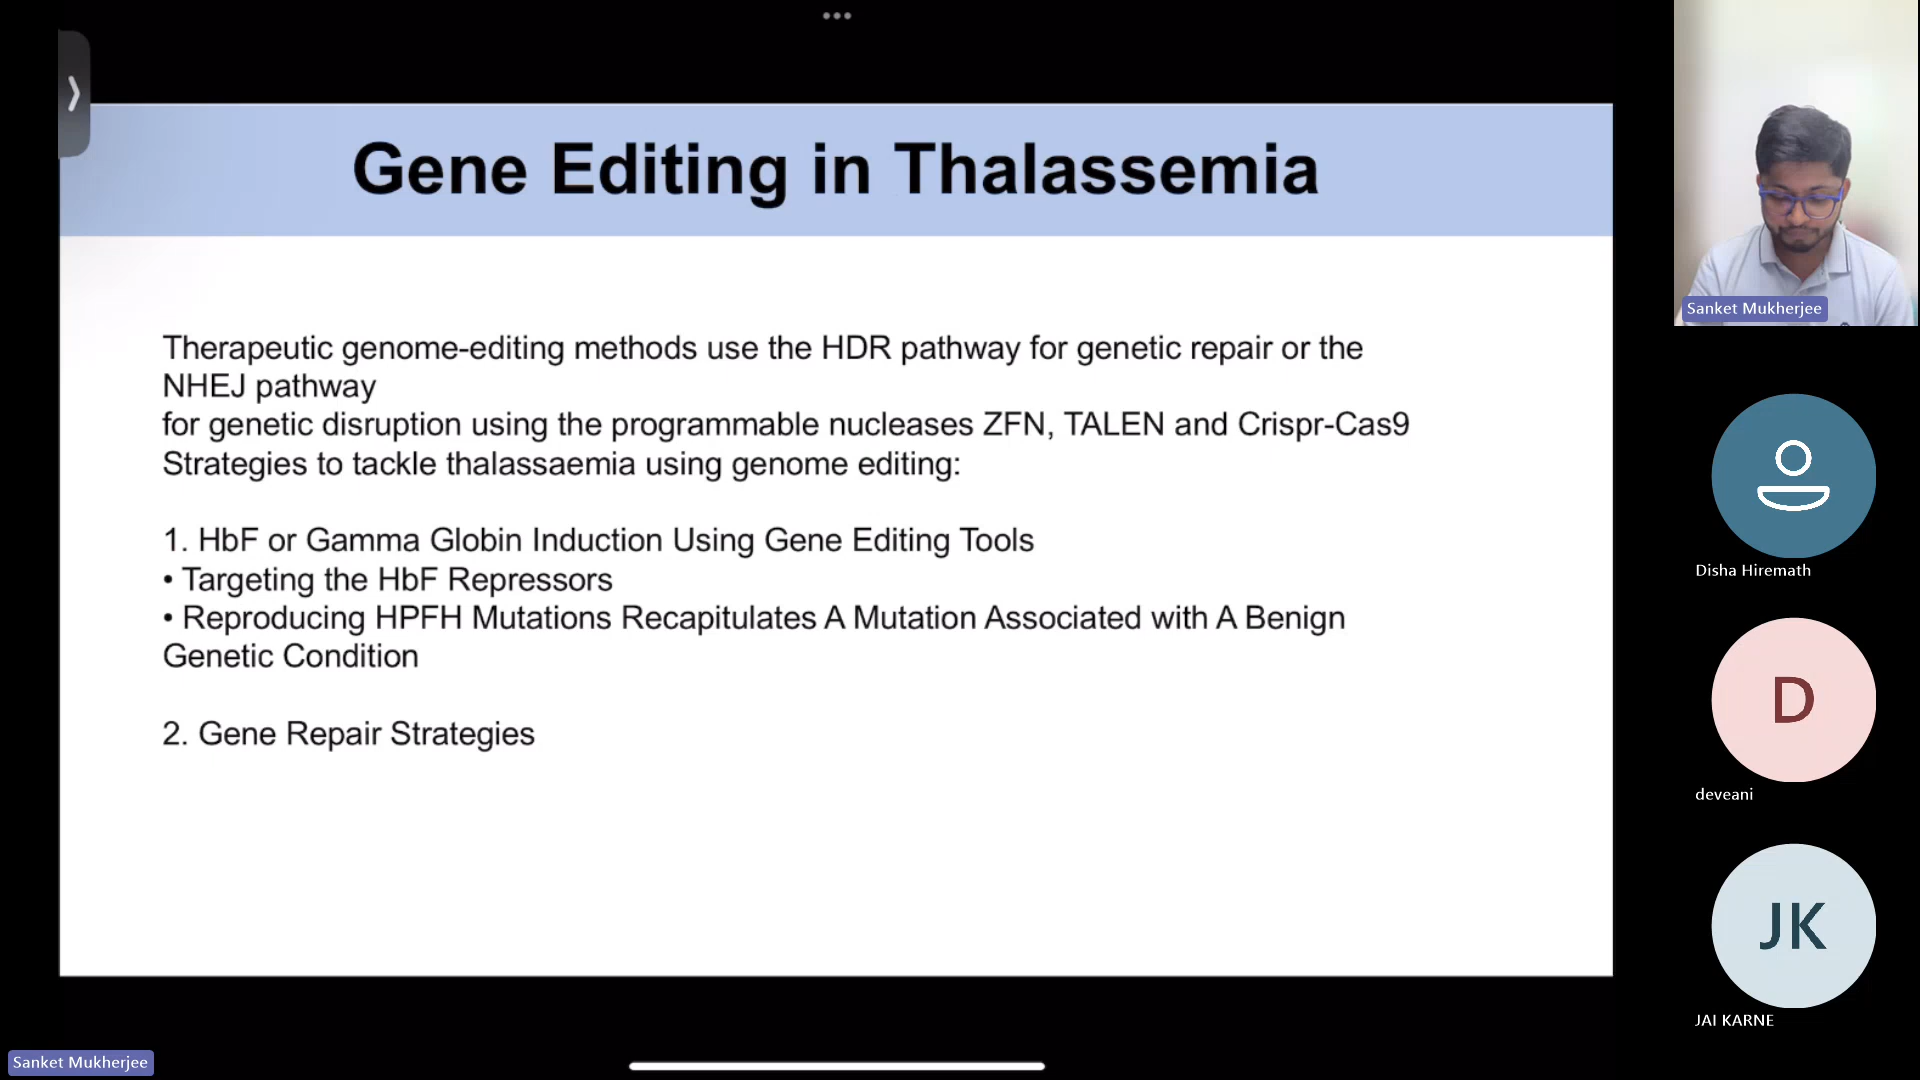 Gene Editing in Thalassemia
Therapeutic genome-editing methods use the HDR pathway for genetic repair or the
NHEJ pathway
for genetic disruption using the programmable nucleases ZFN, TALEN and Crispr-Cas9
Strategies to tackle thalassaemia using genome editing:
1. HbF or Gamma Globin Induction Using Gene Editing Tools
• Targeting the HbF Repressors
• Reproducing HPFH Mutations Recapitulates A Mutation Associated with A Benign
Genetic Condition
2. Gene Repair Strategies
Sanket Mukherjee
Disha Hiremath
D
deveani
JK
JAI KARNE
Sanket Mukherjee